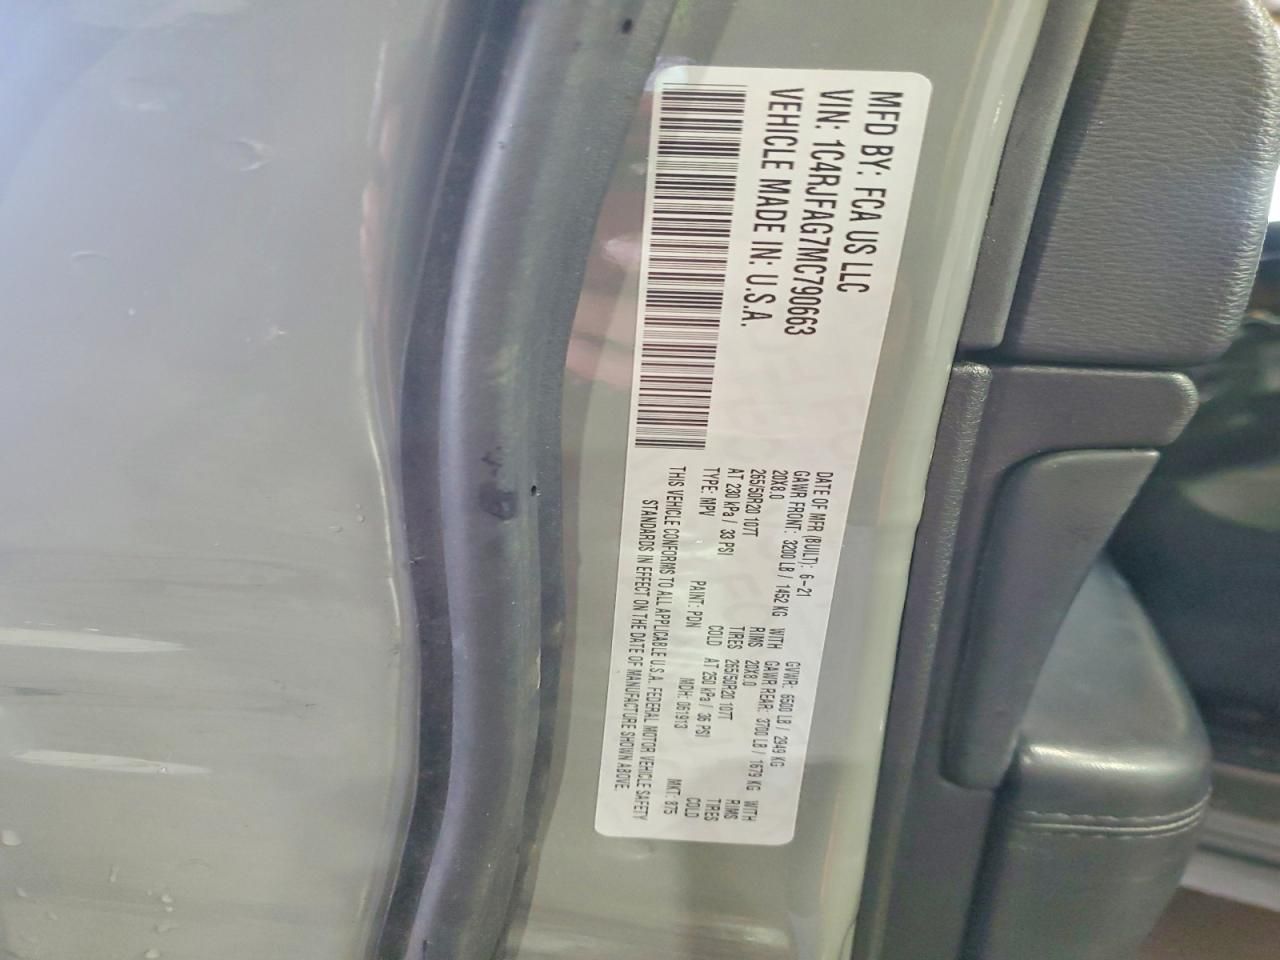 MFD BY: FCA US LLC
VIN: 1C4RJFAG7MC790663
VEHICLE MADE IN: U.S.A.
DATE OF MFR (BUILT): 6-21 GVWR: 6500 LB / 2949 KG
GAWR FRONT: 3200 LB / 1452 KG WITH GAWR REAR: 3700 LB / 1679 KG WITH
20X8.0 RIMS 20X8.0 RIMS
265/50R20 107T TIRES 265/50R20 107T TIRES
AT 230 kPa / 33 PSI COLD AT 250 kPa / 36 PSI COLD
TYPE: MPV PAINT: PDN MDH: 061913 MKT: 875
THIS VEHICLE CONFORMS TO ALL APPLICABLE U.S.A. FEDERAL MOTOR VEHICLE SAFETY
STANDARDS IN EFFECT ON THE DATE OF MANUFACTURE SHOWN ABOVE.